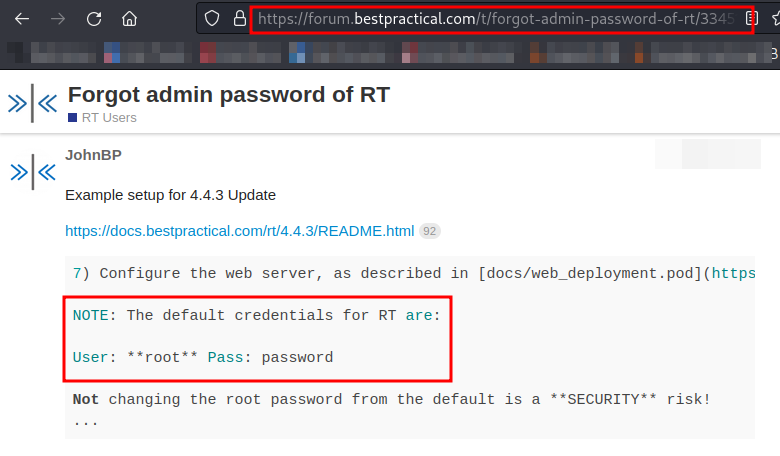 https://forum.bestpractical.com/t/forgot-admin-password-of-rt/3345
Forgot admin password of RT
RT Users
JohnBP
Example setup for 4.4.3 Update
https://docs.bestpractical.com/rt/4.4.3/README.html 92
7) Configure the web server, as described in [docs/web_deployment.pod](https
NOTE: The default credentials for RT are:
User: **root** Pass: password
Not changing the root password from the default is a **SECURITY** risk!
...